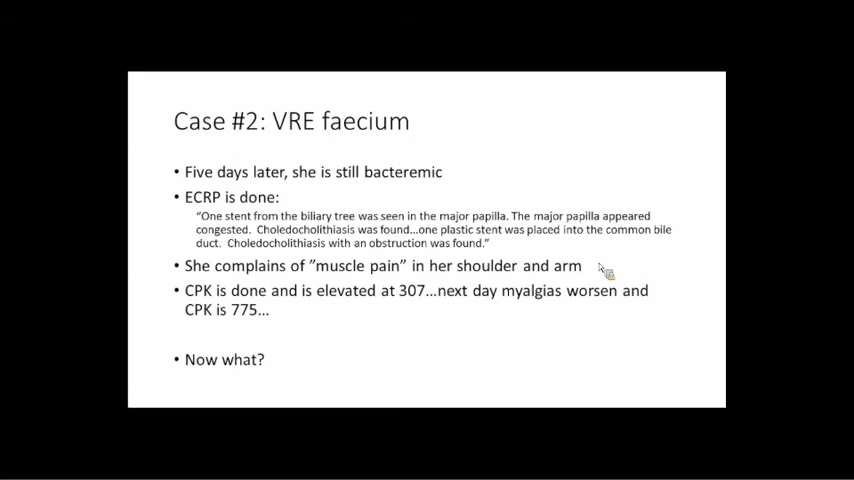 Case #2: VRE faecium
• Five days later, she is still bacteremic
• ECRP is done:
“One stent from the biliary tree was seen in the major papilla. The major papilla appeared
congested.  Choledocholithiasis was found...one plastic stent was placed into the common bile
duct.  Choledocholithiasis with an obstruction was found.”
• She complains of ”muscle pain” in her shoulder and arm
• CPK is done and is elevated at 307...next day myalgias worsen and
CPK is 775...
• Now what?